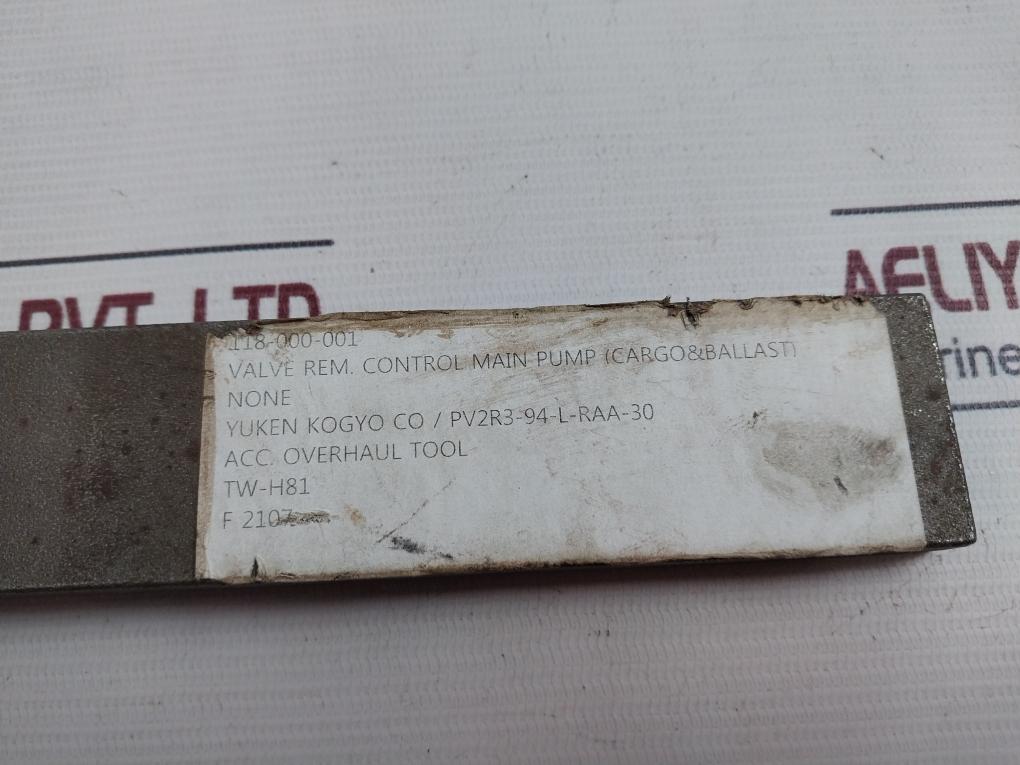 PVT. LTD
AELIY
rine
118-000-001
VALVE REM. CONTROL MAIN PUMP (CARGO&BALLAST)
NONE
YUKEN KOGYO CO / PV2R3-94-L-RAA-30
ACC. OVERHAUL TOOL
TW-H81
F 2107